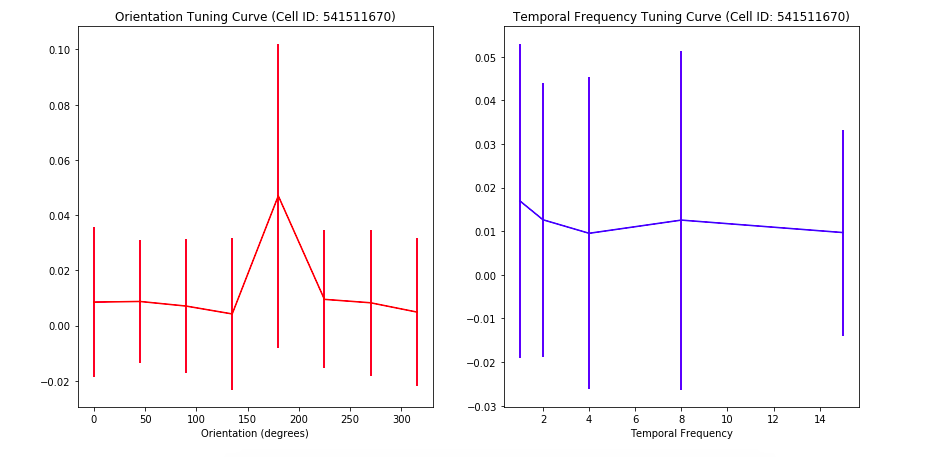 Orientation Tuning Curve (Cell ID: 541511670)
0.10
0.08
0.06
0.04
0.02
0.00
−0.02
0 50 100 150 200 250 300
Orientation (degrees)
Temporal Frequency Tuning Curve (Cell ID: 541511670)
0.05
0.04
0.03
0.02
0.01
0.00
−0.01
−0.02
−0.03
2 4 6 8 10 12 14
Temporal Frequency